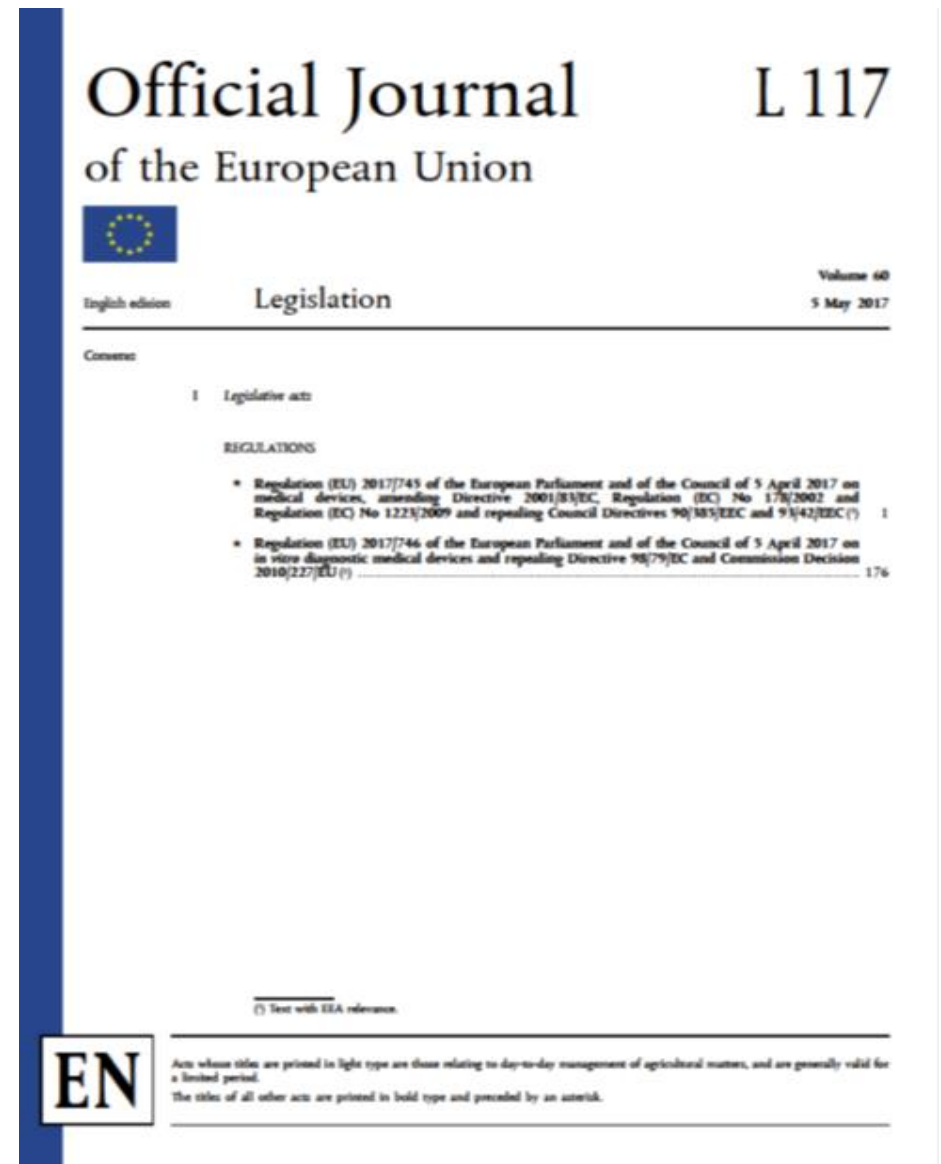 Official Journal L 117
of the European Union
Volume 60
English edition Legislation 5 May 2017
Contents
I Legislative acts
REGULATIONS
* Regulation (EU) 2017/745 of the European Parliament and of the Council of 5 April 2017 on
medical devices, amending Directive 2001/83/EC, Regulation (EC) No 178/2002 and
Regulation (EC) No 1223/2009 and repealing Council Directives 90/385/EEC and 93/42/EEC (¹) 1
* Regulation (EU) 2017/746 of the European Parliament and of the Council of 5 April 2017 on
in vitro diagnostic medical devices and repealing Directive 98/79/EC and Commission Decision
2010/227/EU (¹) ........................................................ 176
(¹) Text with EEA relevance.
EN
Acts whose titles are printed in light type are those relating to day-to-day management of agricultural matters, and are generally valid for
a limited period.
The titles of all other acts are printed in bold type and preceded by an asterisk.